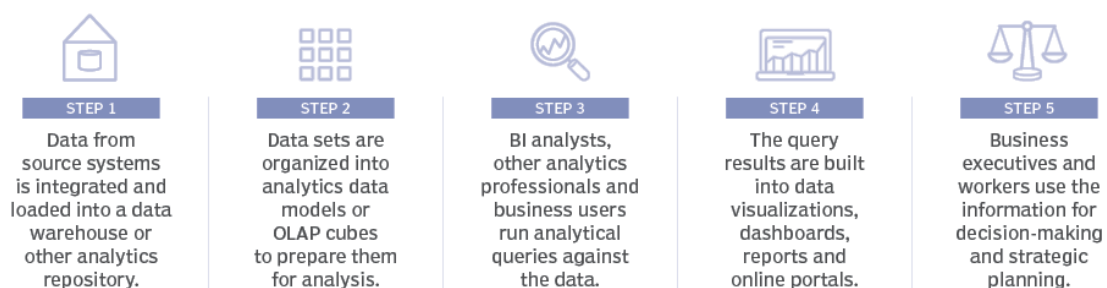 STEP 1
Data from
source systems
is integrated and
loaded into a data
warehouse or
other analytics
repository.
STEP 2
Data sets are
organized into
analytics data
models or
OLAP cubes
to prepare them
for analysis.
STEP 3
BI analysts,
other analytics
professionals and
business users
run analytical
queries against
the data.
STEP 4
The query
results are built
into data
visualizations,
dashboards,
reports and
online portals.
STEP 5
Business
executives and
workers use the
information for
decision-making
and strategic
planning.